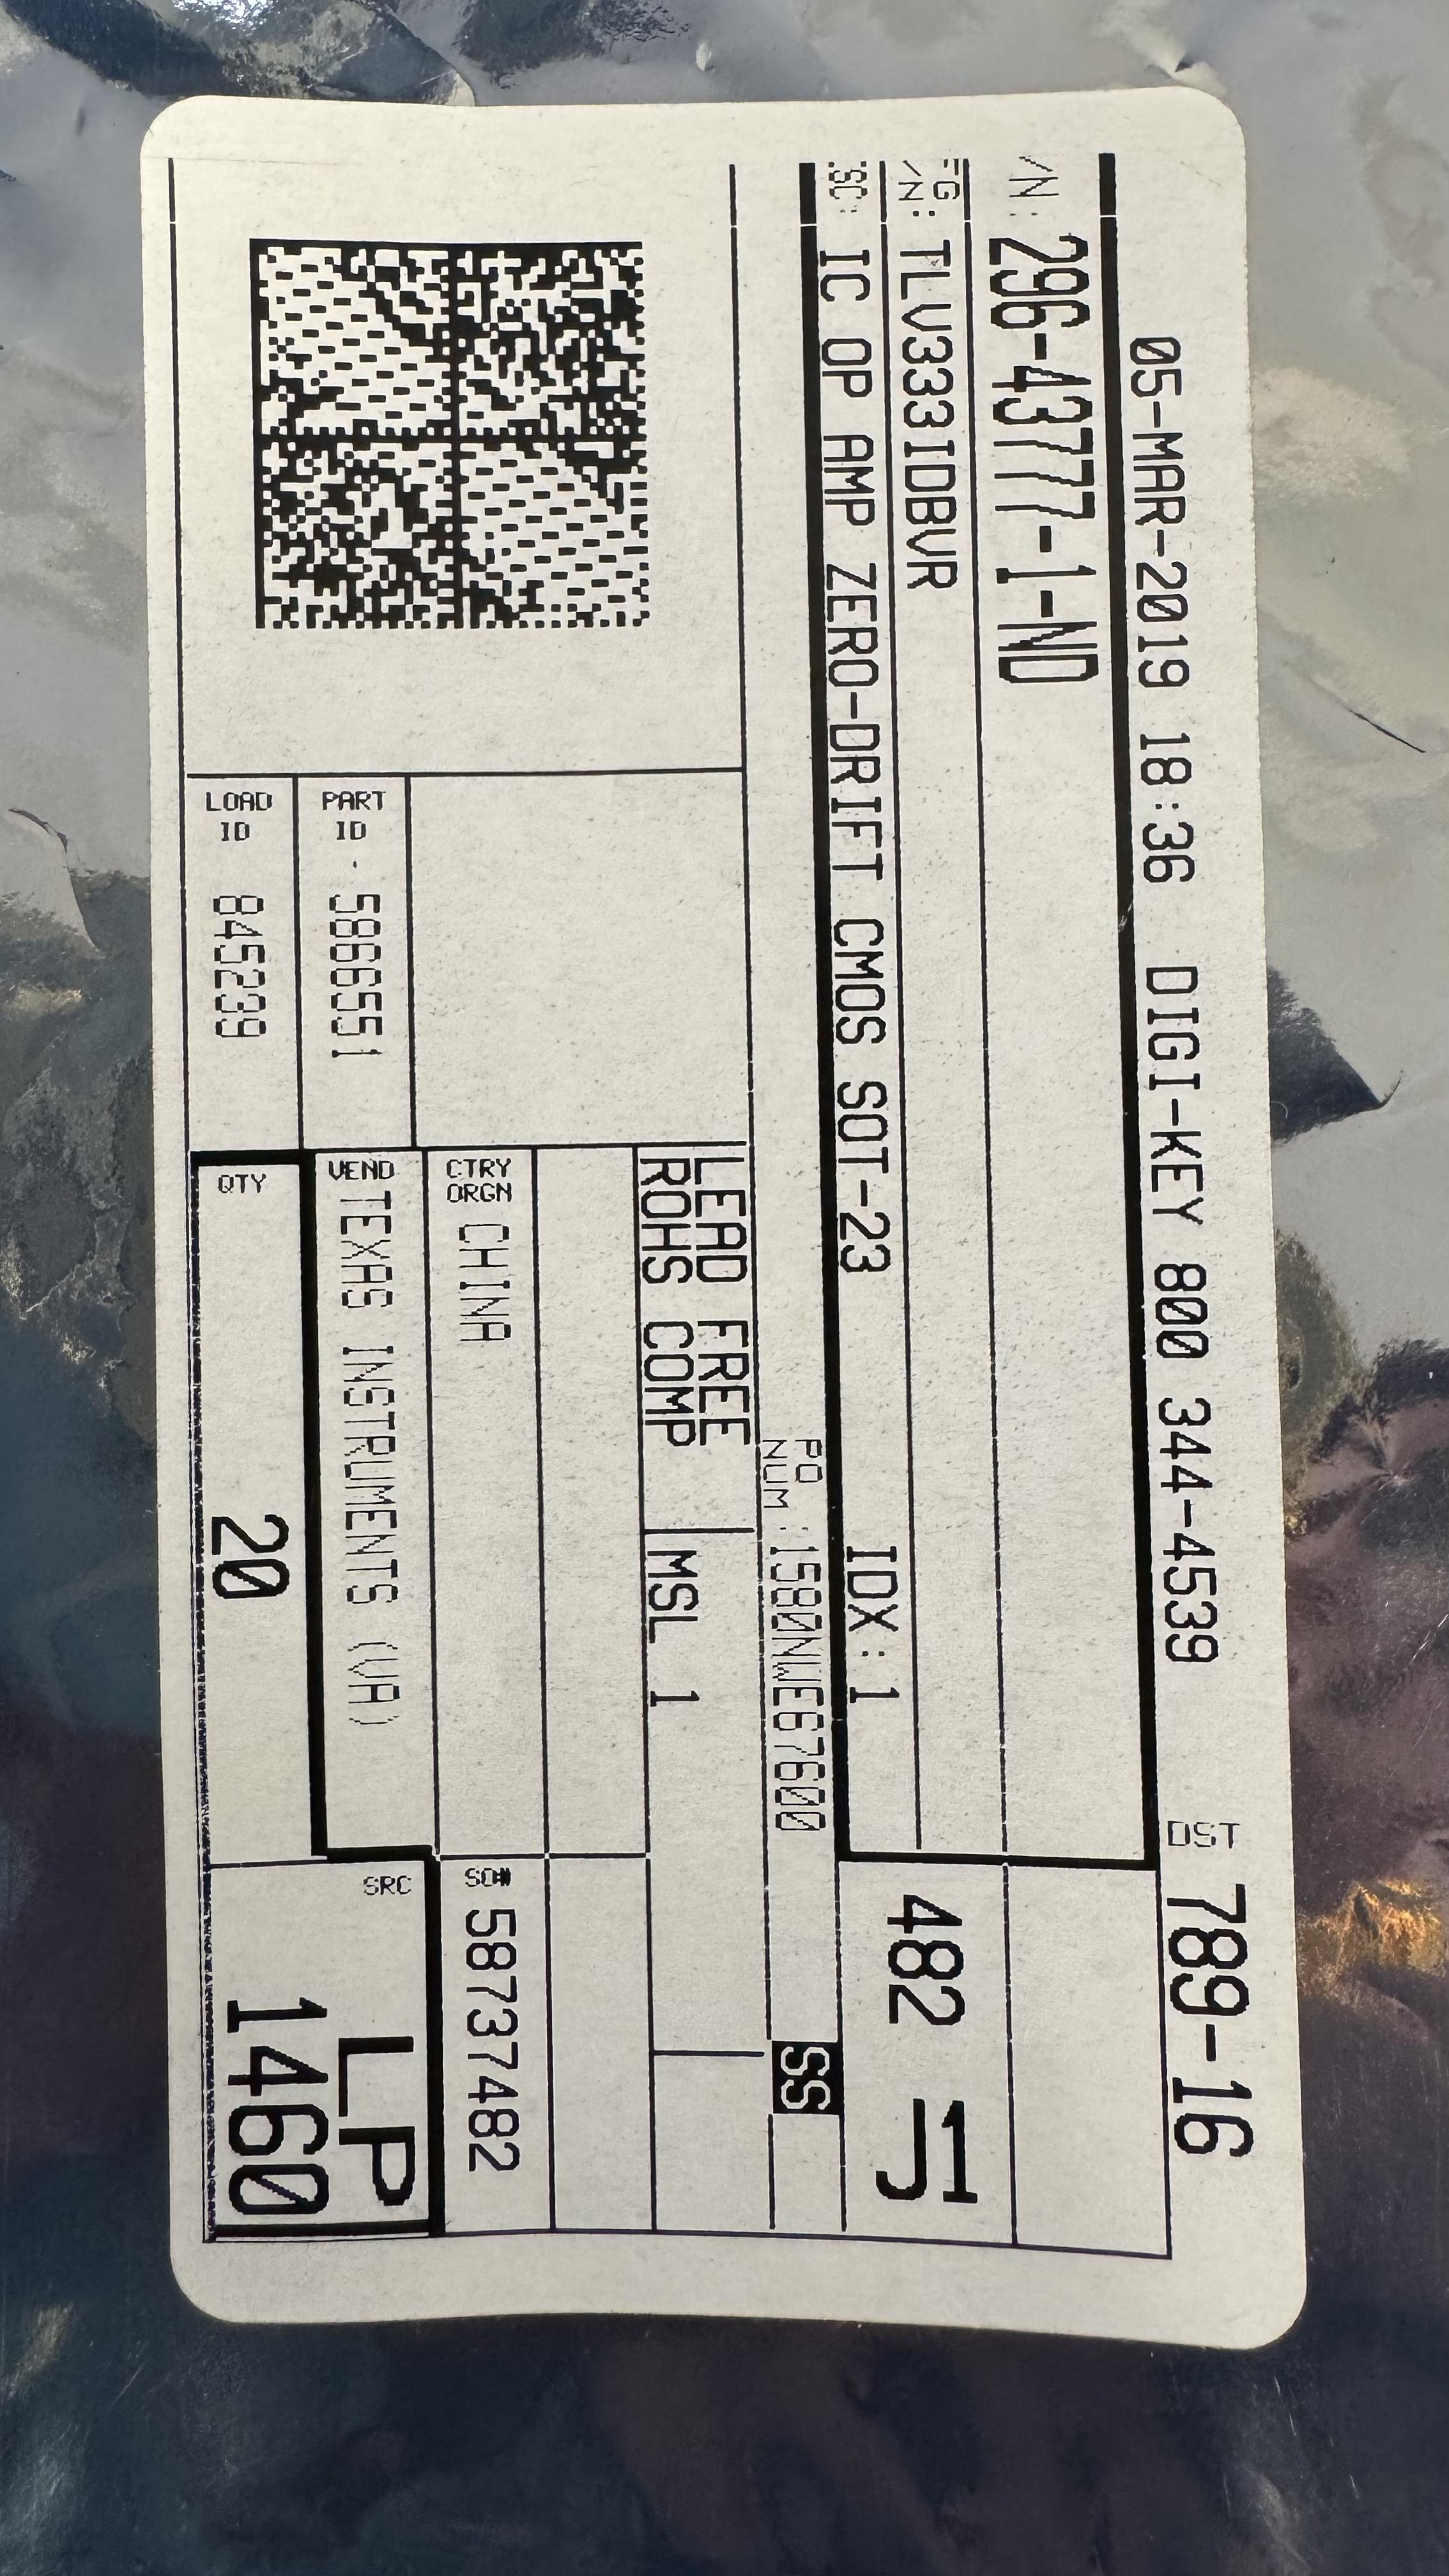 05-MAR-2019 18:36 DIGI-KEY 800 344-4539 DST 789-16
/N: 296-43777-1-ND
FG
/N: TLV333IDBVR
482 J1
SC: IC OP AMP ZERO-DRIFT CMOS SOT-23 IDX: 1
PO
NUM :1580NWE67600 SS
LEAD FREE
ROHS COMP
MSL 1
CTRY
ORGN CHINA
SO# 58737482
PART
ID 5866551
VEND TEXAS INSTRUMENTS (VA)
LOAD
ID 845239
QTY 20
SRC
LP
1460